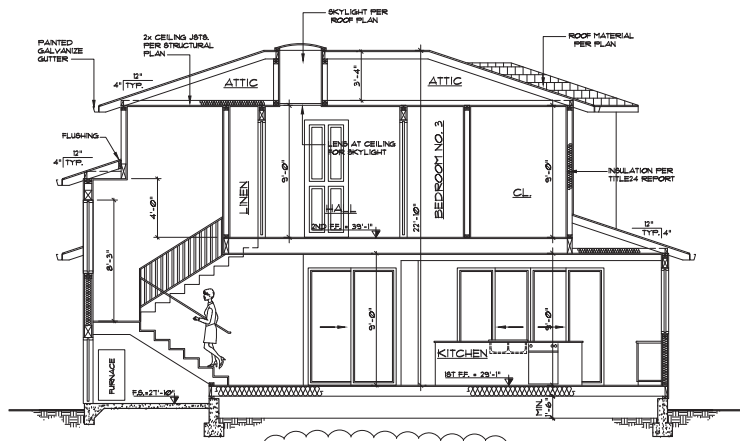 SKYLIGHT PER
ROOF PLAN
2x CEILING JSTS.
PER STRUCTURAL
PLAN
PAINTED
GALVANIZE
GUTTER
ROOF MATERIAL
PER PLAN
12"
4" TYP.
ATTIC
3'-4"
ATTIC
FLUSHING
12"
4" TYP.
LENS AT CEILING
FOR SKYLIGHT
INSULATION PER
TITLE24 REPORT
LINEN
9'-0"
HALL
BEDROOM NO. 3
9'-0"
CL.
4'-0"
22'-10"
2ND F.F. = 39'-1"
12"
TYP. 4"
8'-3"
9'-0"
9'-0"
KITCHEN
1ST F.F. = 29'-1"
FURNACE
F.S.=27'-10"
MIN.
1'-6"